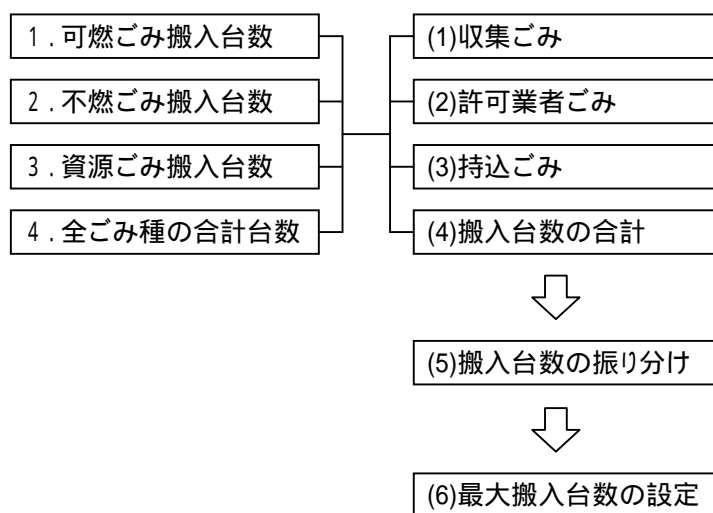 1．可燃ごみ搬入台数
2．不燃ごみ搬入台数
3．資源ごみ搬入台数
4．全ごみ種の合計台数
(1)収集ごみ
(2)許可業者ごみ
(3)持込ごみ
(4)搬入台数の合計
(5)搬入台数の振り分け
(6)最大搬入台数の設定